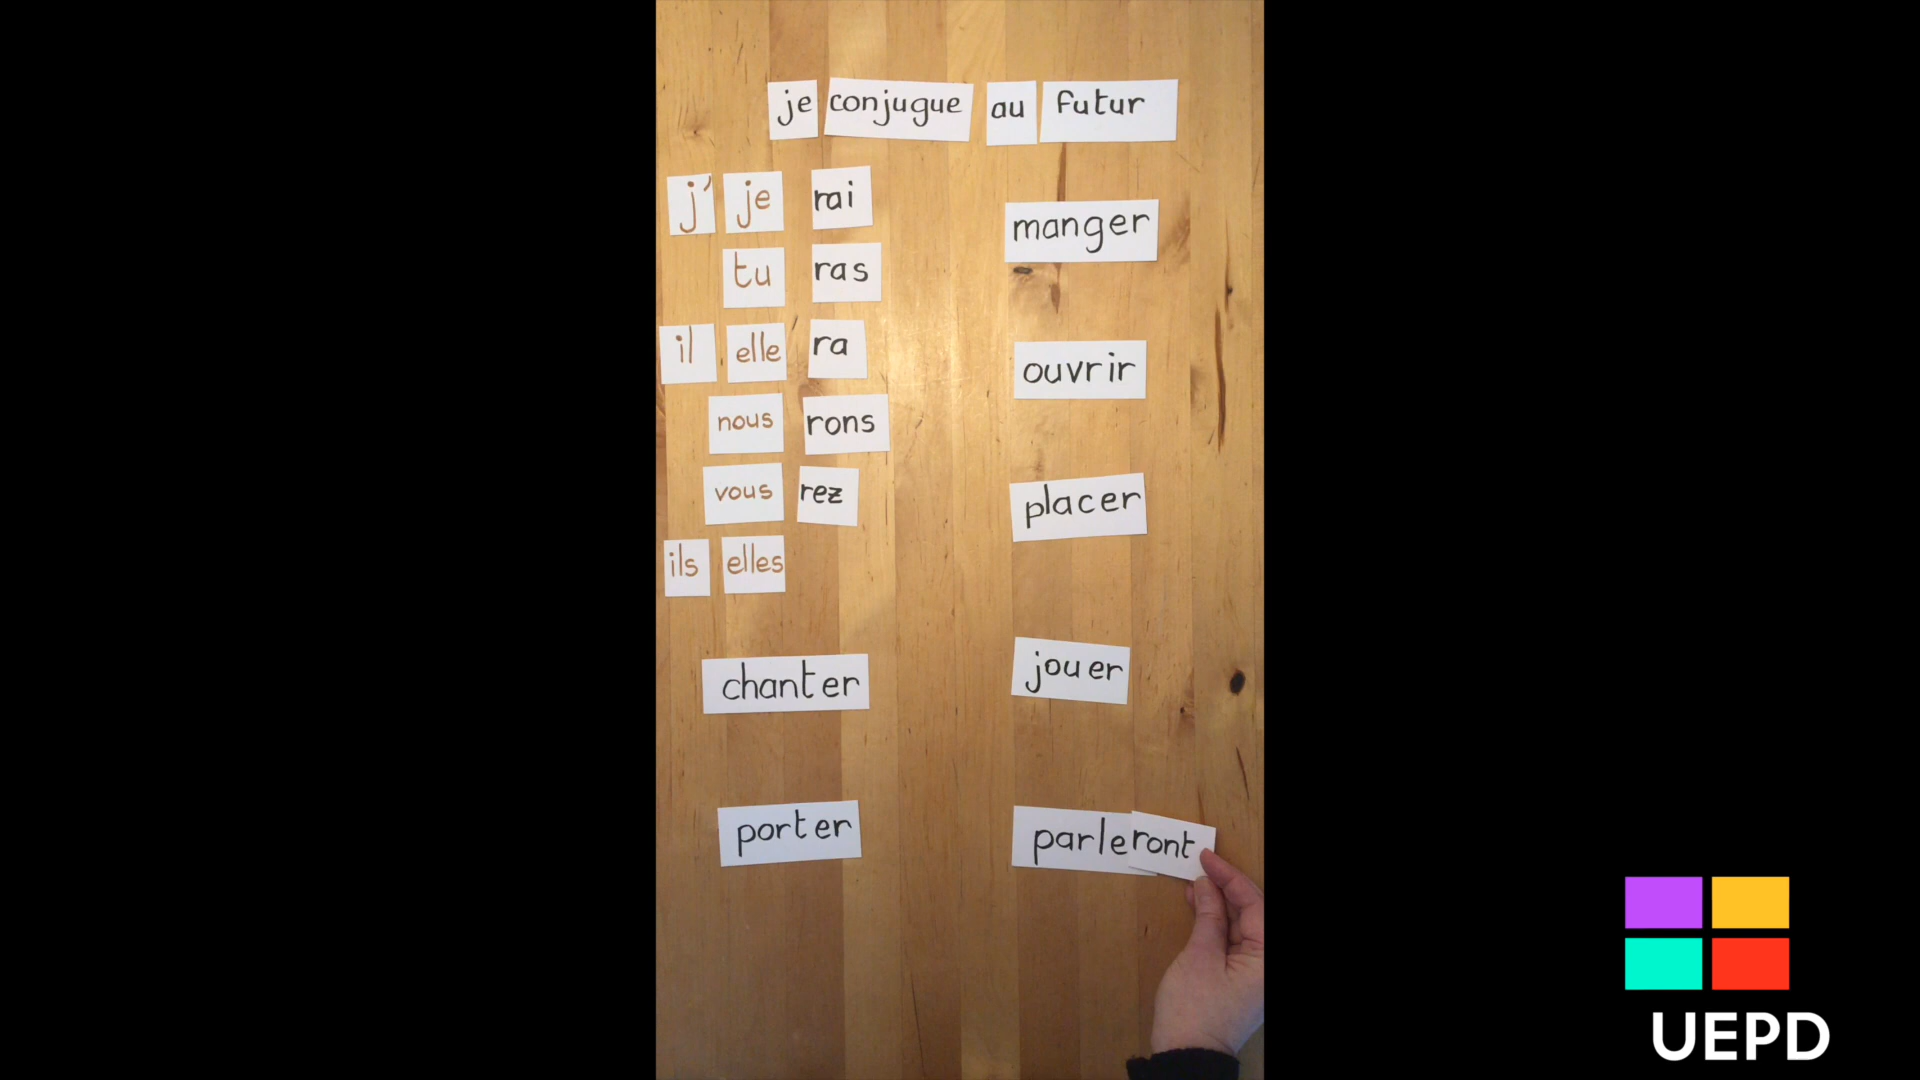 je conjugue au futur
j' je rai
tu ras
il elle ra
nous rons
vous rez
ils elles
chanter
porter
manger
ouvrir
placer
jouer
parleront
UEPD